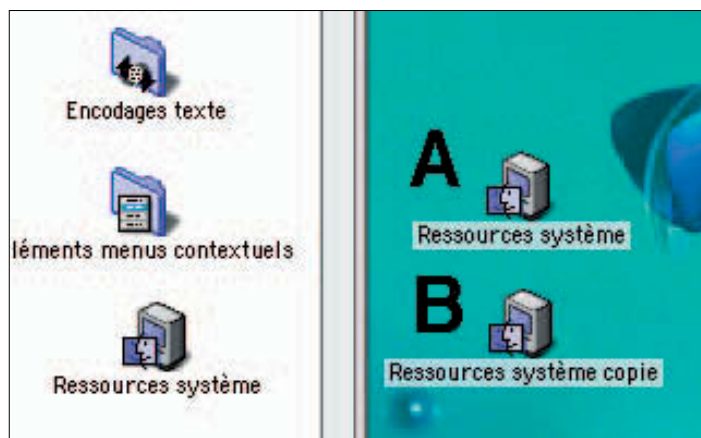 Encodages texte
léments menus contextuels
Ressources système
A
Ressources système
B
Ressources système copie